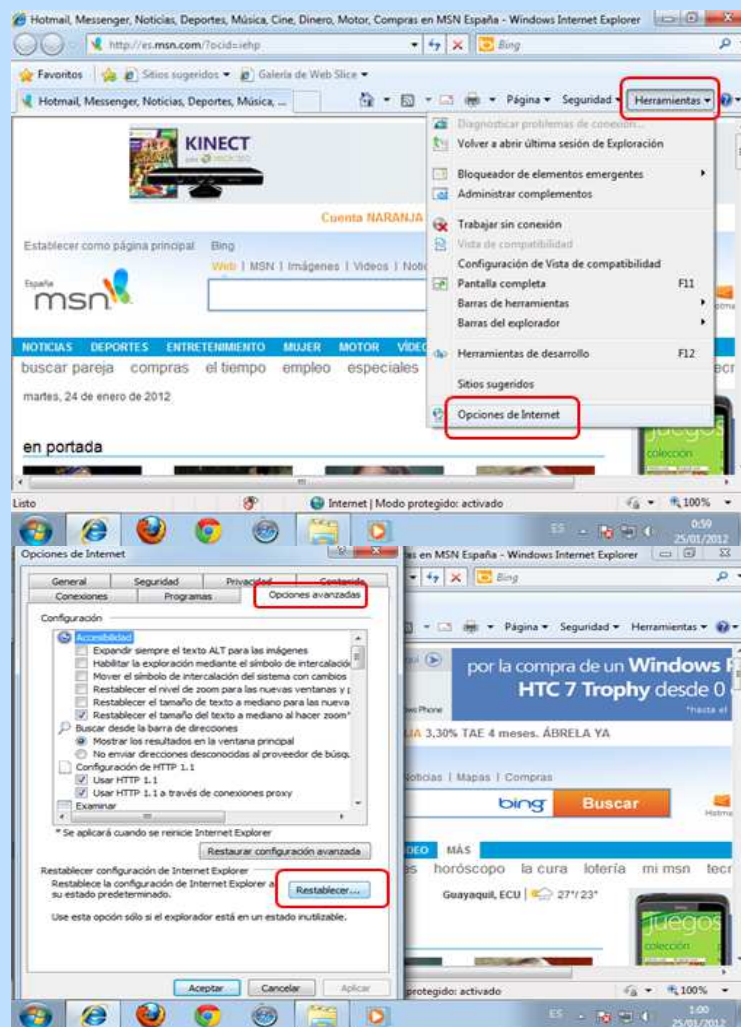 Hotmail, Messenger, Noticias, Deportes, Música, Cine, Dinero, Motor, Compras en MSN España - Windows Internet Explorer
http://es.msn.com/?ocid=iehp
Bing
Favoritos Sitios sugeridos Galería de Web Slice
Hotmail, Messenger, Noticias, Deportes, Música, ...
Página Seguridad Herramientas
Diagnosticar problemas de conexión...
Volver a abrir última sesión de Exploración
Bloqueador de elementos emergentes
Administrar complementos
Trabajar sin conexión
Vista de compatibilidad
Configuración de Vista de compatibilidad
Pantalla completa F11
Barras de herramientas
Barras del explorador
Herramientas de desarrollo F12
Sitios sugeridos
Opciones de Internet
KINECT
Cuenta NARANJA
Establecer como página principal Bing
Web | MSN | Imágenes | Videos |
España
msn
NOTICIAS DEPORTES ENTRETENIMIENTO MUJER MOTOR
buscar pareja compras el tiempo empleo especiales
martes, 24 de enero de 2012
en portada
juegos
colección
Listo
Internet | Modo protegido: activado
100%
ES
0:59
25/01/2012
Opciones de Internet
General Seguridad Privacidad Contenido
Conexiones Programas Opciones avanzadas
Configuración
Accesibilidad
Expandir siempre el texto ALT para las imágenes
Habilitar la exploración mediante el símbolo de intercalació
Mover el símbolo de intercalación del sistema con cambios
Restablecer el nivel de zoom para las nuevas ventanas y p
Restablecer el tamaño de texto a mediano para las nueva
Restablecer el tamaño del texto a mediano al hacer zoom*
Buscar desde la barra de direcciones
Mostrar los resultados en la ventana principal
No enviar direcciones desconocidas al proveedor de búsqu
Configuración de HTTP 1.1
Usar HTTP 1.1
Usar HTTP 1.1 a través de conexiones proxy
Examinar
* Se aplicará cuando se reinicie Internet Explorer
Restaurar configuración avanzada
Restablecer configuración de Internet Explorer
Restablece la configuración de Internet Explorer a
su estado predeterminado.
Restablecer...
Use esta opción sólo si el explorador está en un estado inutilizable.
Aceptar Cancelar Aplicar
as en MSN España - Windows Internet Explorer
Bing
Página Seguridad Herramientas
por la compra de un Windows
HTC 7 Trophy desde 0
*hasta el
Phone
3,30% TAE 4 meses. ÁBRELA YA
Noticias | Mapas | Compras
bing Buscar
MÁS
horóscopo la cura lotería mi msn
Guayaquil, ECU | 27°/23°
juegos
colección
protegido: activado
100%
ES
1:00
25/01/2012